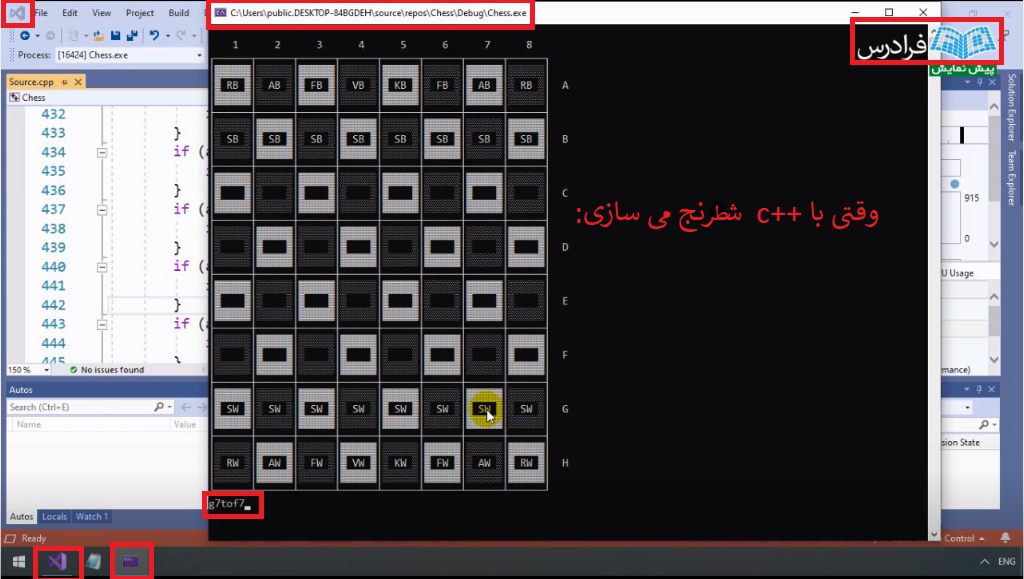 File Edit View Project Build
C:\Users\public.DESKTOP-84BGDEH\source\repos\Chess\Debug\Chess.exe
فرادرس
پیش نمایش
Process: [16424] Chess.exe
Source.cpp
Chess
1 2 3 4 5 6 7 8
RB AB FB VB KB FB AB RB A
SB SB SB SB SB SB SB SB B
C
D
E
F
SW SW SW SW SW SW SW SW G
RW AW FW VW KW FW AW RW H
g7tof7
وقتی با c++ شطرنج می سازی:
432
433 }
434 if (a
435
436 }
437 if (a
438
439 }
440 if (a
441
442 }
443 if (a
444
445 }
150 % No issues found
Autos
Search (Ctrl+E)
Name Value
Autos Locals Watch 1
Solution Explorer
Team Explorer
915
0
U Usage
mance)
sion State
Ready
Control
ENG